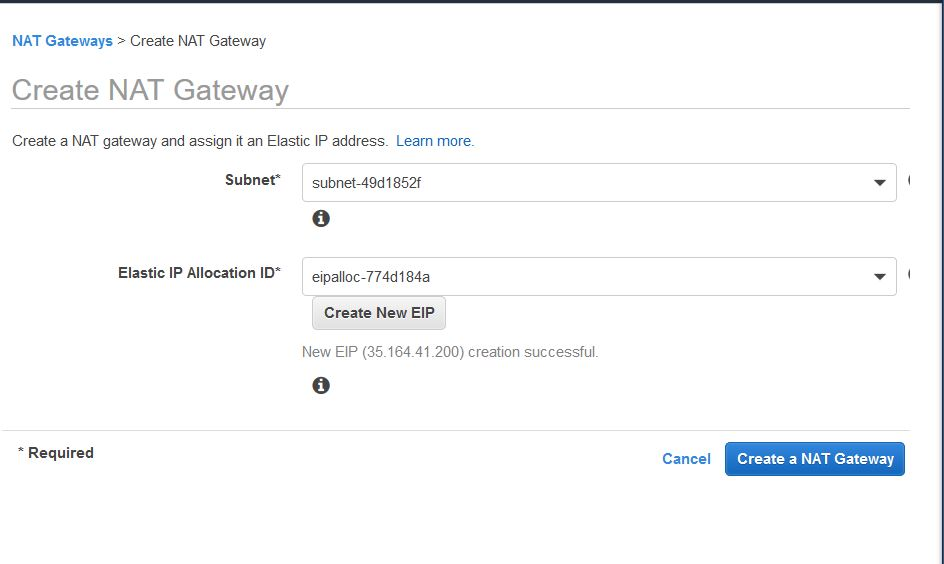 NAT Gateways > Create NAT Gateway
Create NAT Gateway
Create a NAT gateway and assign it an Elastic IP address. Learn more.
Subnet* subnet-49d1852f
Elastic IP Allocation ID* eipalloc-774d184a
Create New EIP
New EIP (35.164.41.200) creation successful.
* Required
Cancel Create a NAT Gateway